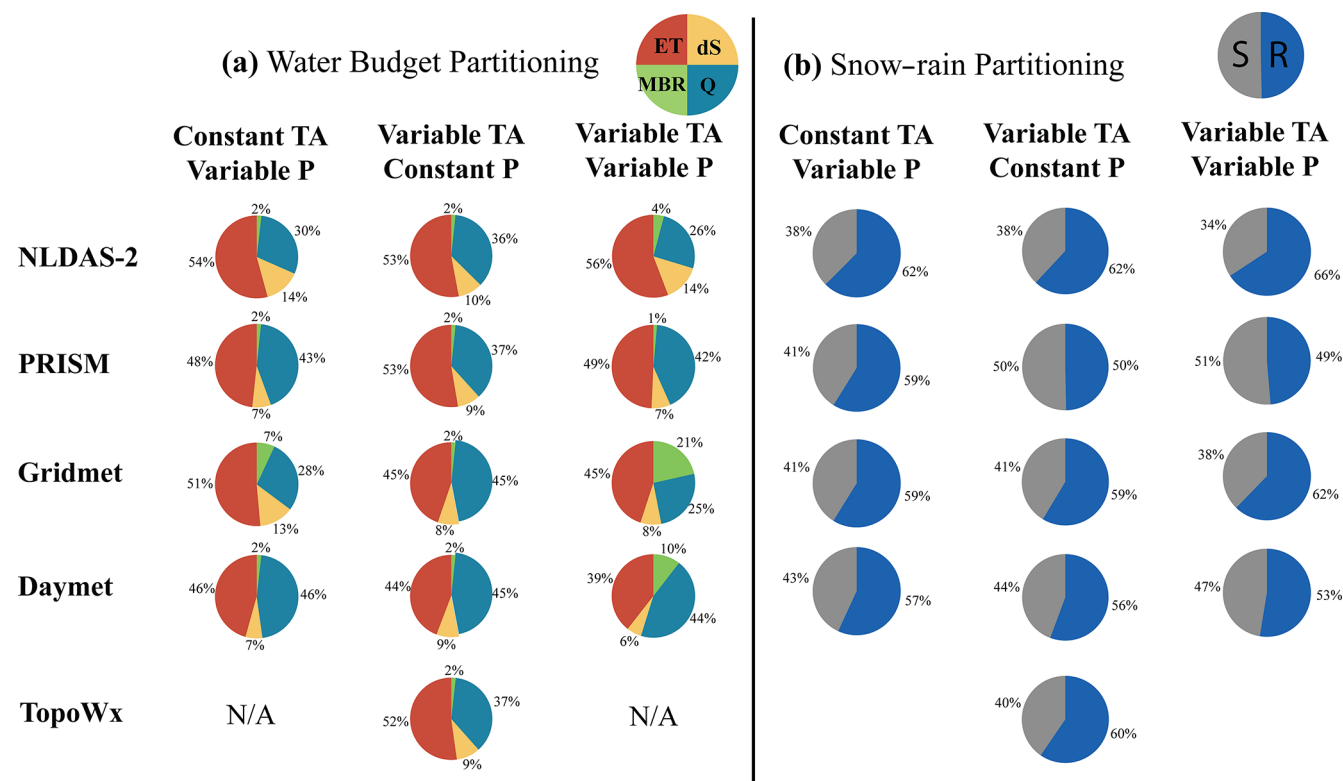 (a) Water Budget Partitioning
ET dS
MBR Q
(b) Snow–rain Partitioning
S R
Constant TA
Variable P
Variable TA
Constant P
Variable TA
Variable P
Constant TA
Variable P
Variable TA
Constant P
Variable TA
Variable P
NLDAS-2
2% 30% 14% 54%
2% 36% 10% 53%
4% 26% 14% 56%
38% 62%
38% 62%
34% 66%
PRISM
2% 43% 7% 48%
2% 37% 9% 53%
1% 42% 7% 49%
41% 59%
50% 50%
51% 49%
Gridmet
7% 28% 13% 51%
2% 45% 8% 45%
21% 25% 8% 45%
41% 59%
41% 59%
38% 62%
Daymet
2% 46% 7% 46%
2% 45% 9% 44%
10% 44% 6% 39%
43% 57%
44% 56%
47% 53%
TopoWx
N/A
2% 37% 9% 52%
N/A
40% 60%